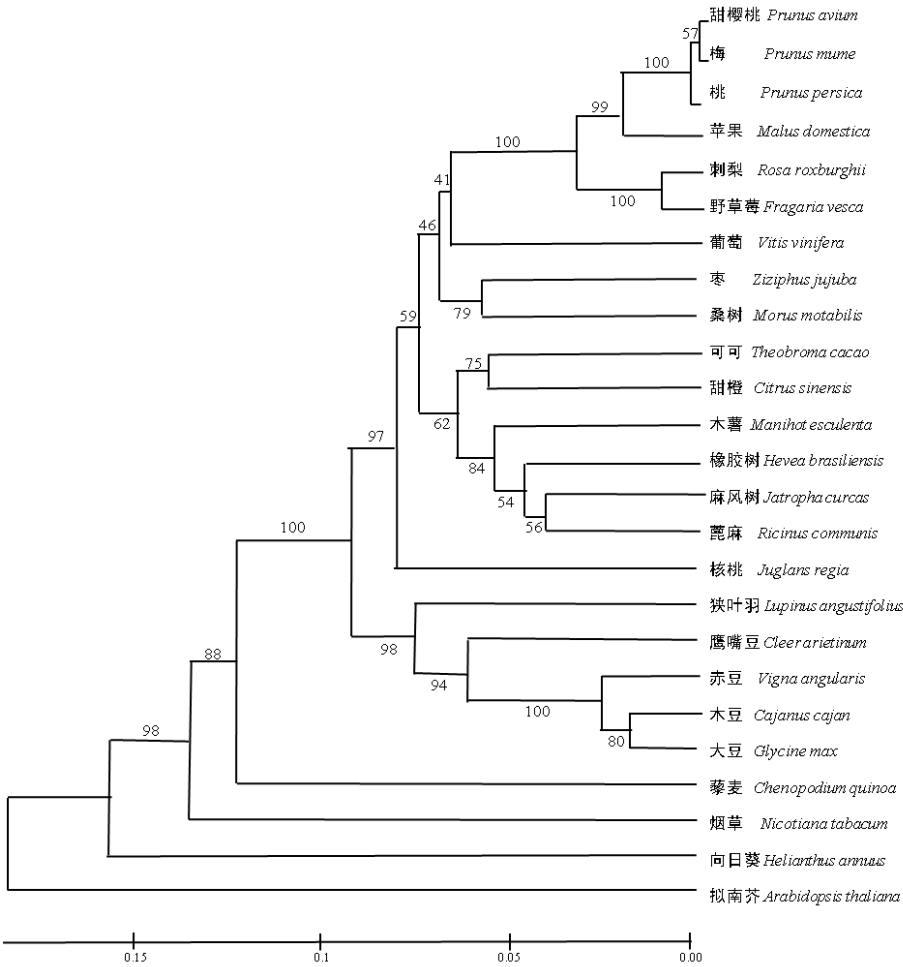 甜樱桃 Prunus avium
57
梅 Prunus mume
100
桃 Prunus persica
99
苹果 Malus domestica
100
刺梨 Rosa roxburghii
41
100
野草莓 Fragaria vesca
46
葡萄 Vitis vinifera
枣 Ziziphus jujuba
79
桑树 Morus motabilis
59
可可 Theobroma cacao
75
甜橙 Citrus sinensis
62
木薯 Manihot esculenta
97
84
橡胶树 Hevea brasiliensis
54
麻风树 Jatropha curcas
56
蓖麻 Ricinus communis
100
核桃 Juglans regia
狭叶羽 Lupinus angustifolius
98
鹰嘴豆 Cleer arietinum
88
94
赤豆 Vigna angularis
100
木豆 Cajanus cajan
98
80
大豆 Glycine max
藜麦 Chenopodium quinoa
烟草 Nicotiana tabacum
向日葵 Helianthus annuus
拟南芥 Arabidopsis thaliana
0.15 0.1 0.05 0.00